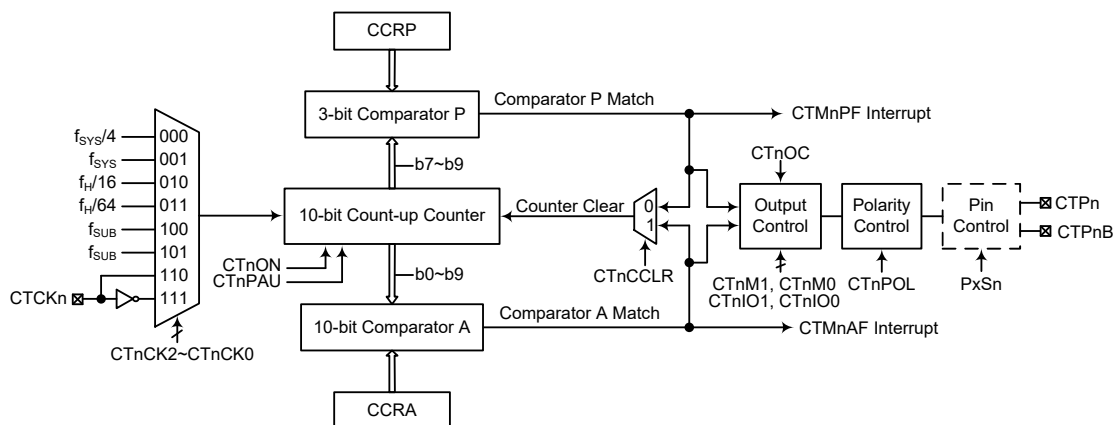 CCRP
3-bit Comparator P
Comparator P Match
CTMnPF Interrupt
b7~b9
fSYS/4
000
fSYS
001
fH/16
010
fH/64
011
fSUB
100
fSUB
101
110
111
CTCKn
CTnCK2~CTnCK0
10-bit Count-up Counter
CTnON
CTnPAU
Counter Clear
0
1
CTnCCLR
CTnOC
Output
Control
CTnM1, CTnM0
CTnIO1, CTnIO0
Polarity
Control
CTnPOL
Pin
Control
PxSn
CTPn
CTPnB
b0~b9
10-bit Comparator A
Comparator A Match
CTMnAF Interrupt
CCRA